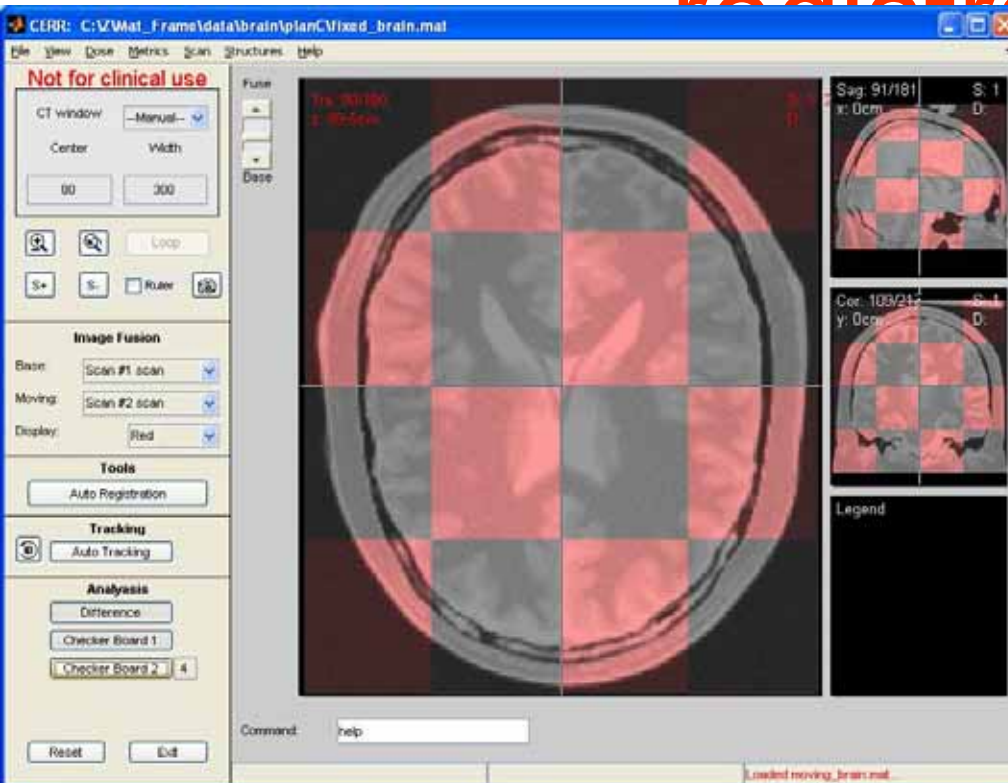 CERR: C:\ZWat_Frame\data\brain\planC\fixed_brain.mat
File View Dose Metrics Scan Structures Help
Not for clinical use
CT window
--Manual--
Center Width
80 300
Loop
S+ S- Ruler
Image Fusion
Base: Scan #1 scan
Moving: Scan #2 scan
Display: Red
Tools
Auto Registration
Tracking
Auto Tracking
Analysis
Difference
Checker Board 1
Checker Board 2 4
Reset Exit
Fuse
Base
Sag: 91/181 S: 1
x: 0cm D:
Cor: 109/217 S: 1
y: 0cm D:
Legend
Command: help
Loaded moving_brain.mat